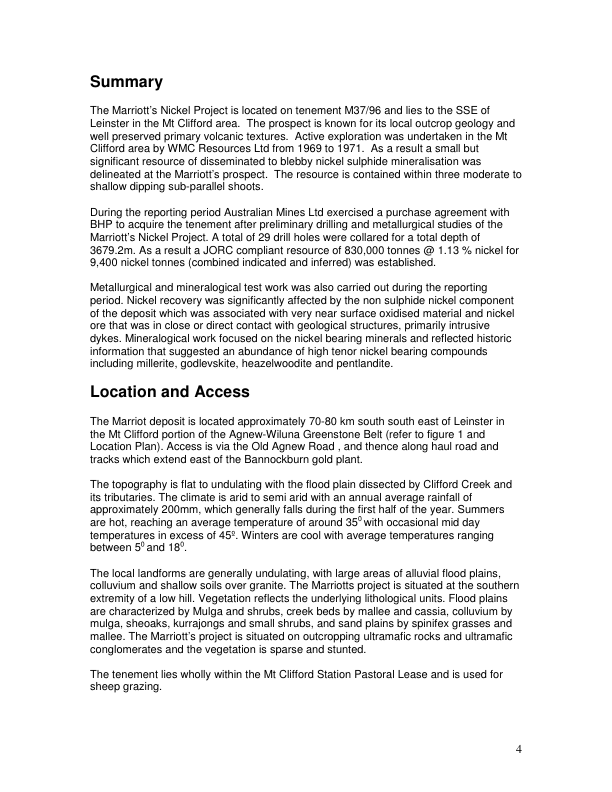 Summary
The Marriott's Nickel Project is located on tenement M37/96 and lies to the SSE of
Leinster in the Mt Clifford area.  The prospect is known for its local outcrop geology and
well preserved primary volcanic textures.  Active exploration was undertaken in the Mt
Clifford area by WMC Resources Ltd from 1969 to 1971.  As a result a small but
significant resource of disseminated to blebby nickel sulphide mineralisation was
delineated at the Marriott's prospect.  The resource is contained within three moderate to
shallow dipping sub-parallel shoots.
During the reporting period Australian Mines Ltd exercised a purchase agreement with
BHP to acquire the tenement after preliminary drilling and metallurgical studies of the
Marriott's Nickel Project. A total of 29 drill holes were collared for a total depth of
3679.2m. As a result a JORC compliant resource of 830,000 tonnes @ 1.13 % nickel for
9,400 nickel tonnes (combined indicated and inferred) was established.
Metallurgical and mineralogical test work was also carried out during the reporting
period. Nickel recovery was significantly affected by the non sulphide nickel component
of the deposit which was associated with very near surface oxidised material and nickel
ore that was in close or direct contact with geological structures, primarily intrusive
dykes. Mineralogical work focused on the nickel bearing minerals and reflected historic
information that suggested an abundance of high tenor nickel bearing compounds
including millerite, godlevskite, heazelwoodite and pentlandite.
Location and Access
The Marriot deposit is located approximately 70-80 km south south east of Leinster in
the Mt Clifford portion of the Agnew-Wiluna Greenstone Belt (refer to figure 1 and
Location Plan). Access is via the Old Agnew Road , and thence along haul road and
tracks which extend east of the Bannockburn gold plant.
The topography is flat to undulating with the flood plain dissected by Clifford Creek and
its tributaries. The climate is arid to semi arid with an annual average rainfall of
approximately 200mm, which generally falls during the first half of the year. Summers
are hot, reaching an average temperature of around 35⁰ with occasional mid day
temperatures in excess of 45º. Winters are cool with average temperatures ranging
between 5⁰ and 18⁰.
The local landforms are generally undulating, with large areas of alluvial flood plains,
colluvium and shallow soils over granite. The Marriotts project is situated at the southern
extremity of a low hill. Vegetation reflects the underlying lithological units. Flood plains
are characterized by Mulga and shrubs, creek beds by mallee and cassia, colluvium by
mulga, sheoaks, kurrajongs and small shrubs, and sand plains by spinifex grasses and
mallee. The Marriott's project is situated on outcropping ultramafic rocks and ultramafic
conglomerates and the vegetation is sparse and stunted.
The tenement lies wholly within the Mt Clifford Station Pastoral Lease and is used for
sheep grazing.
4